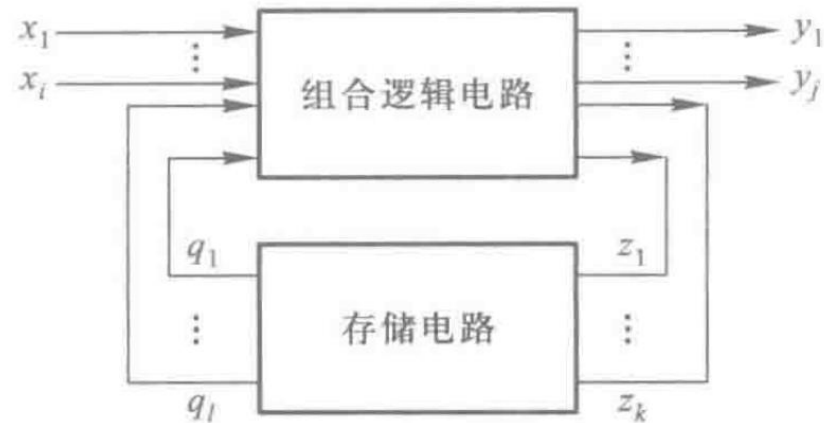 x₁ ⋮ y₁
xᵢ 组合逻辑电路 ⋮ yⱼ
q₁ z₁
⋮ 存储电路 ⋮
qₗ zₖ